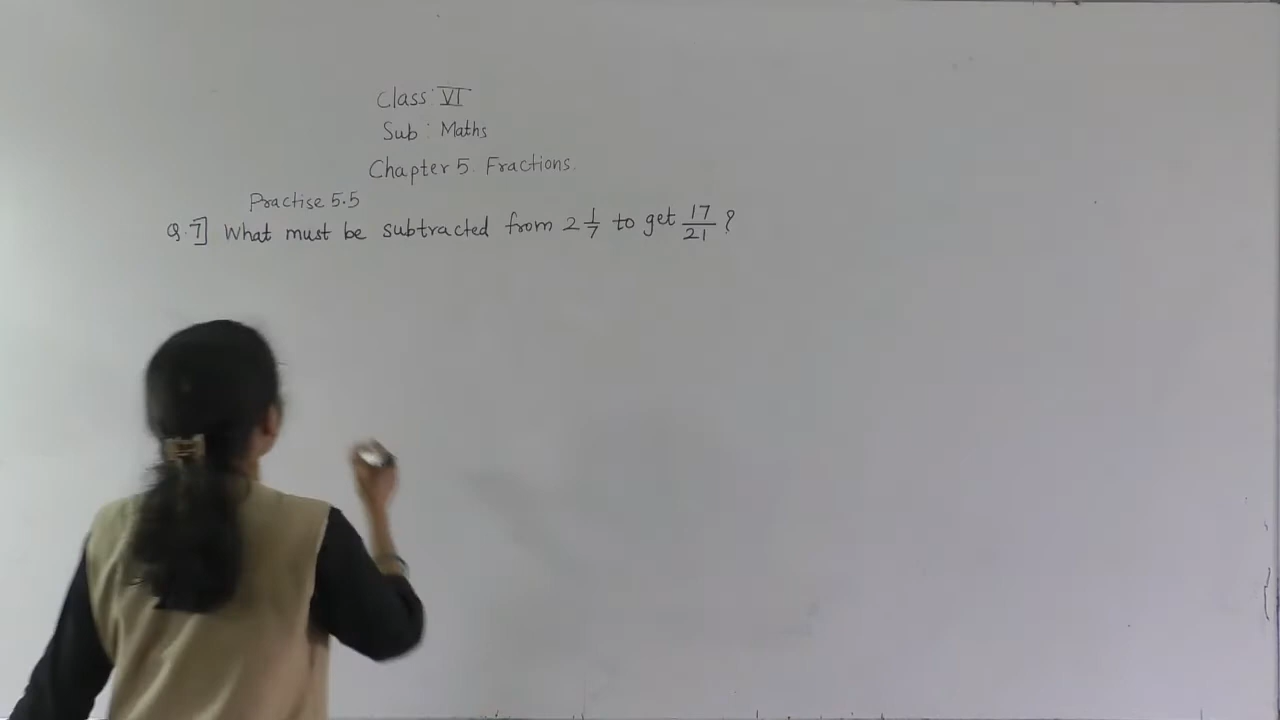 Class VI
Sub : Maths
Chapter 5. Fractions.
Practise 5.5
Q.7] What must be subtracted from 2 1/7 to get 17/21 ?